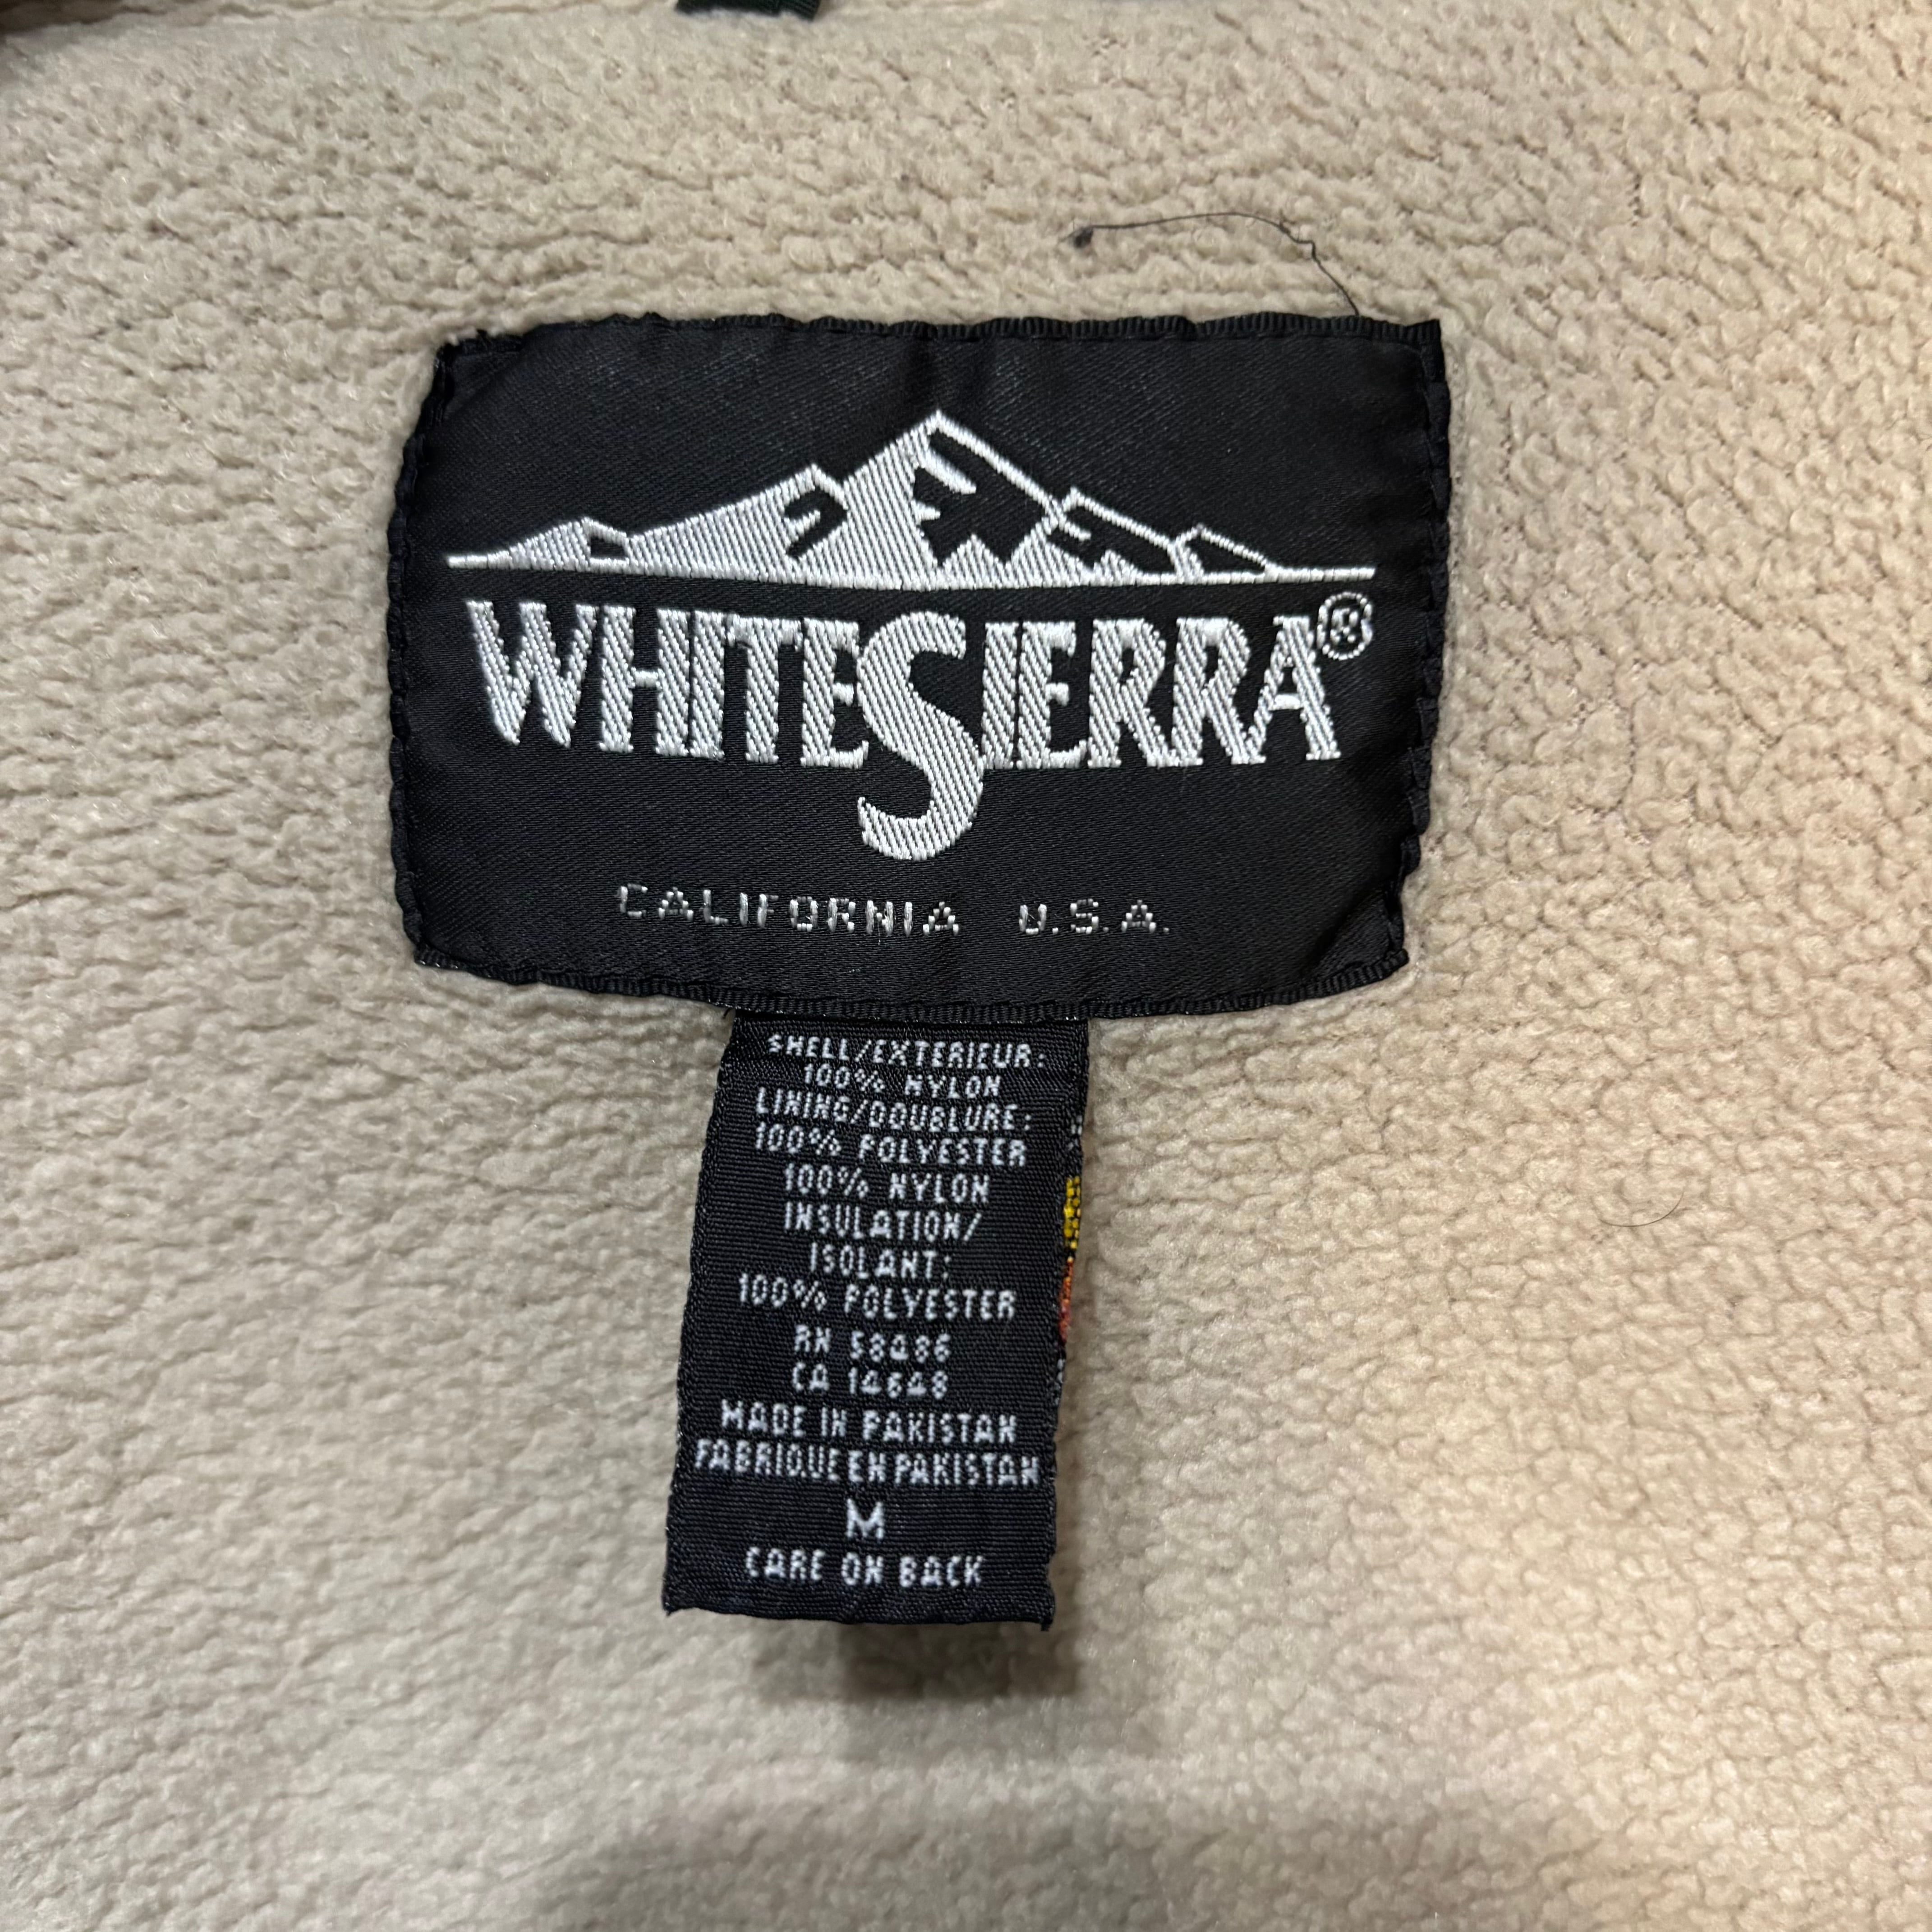 WHITESIERRA®
CALIFORNIA U.S.A.
SHELL/EXTERIEUR:
100% NYLON
LINING/DOUBLURE:
100% POLYESTER
100% NYLON
INSULATION/
ISOLANT:
100% POLYESTER
RN 58486
CA 14648
MADE IN PAKISTAN
FABRIQUE EN PAKISTAN
M
CARE ON BACK